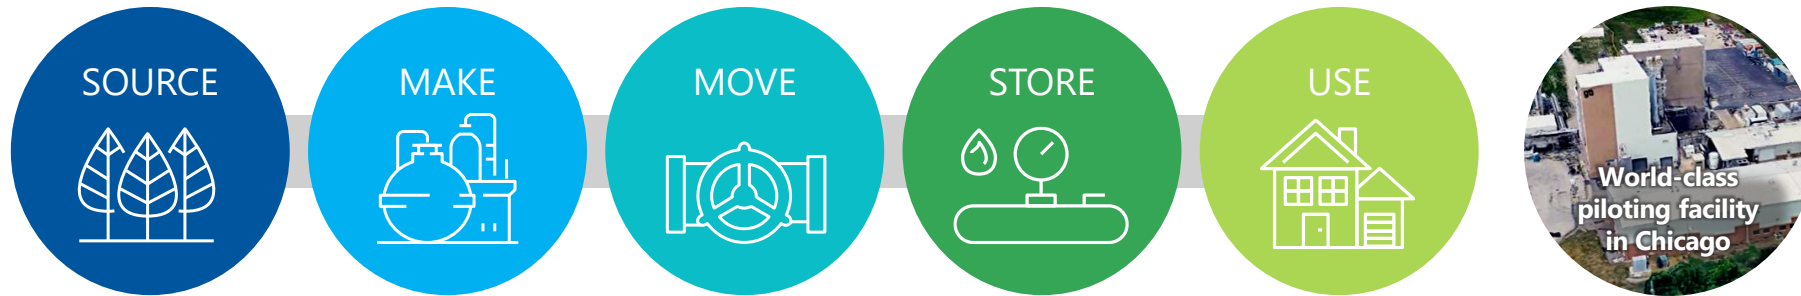 SOURCE
MAKE
MOVE
STORE
USE
World-class
piloting facility
in Chicago